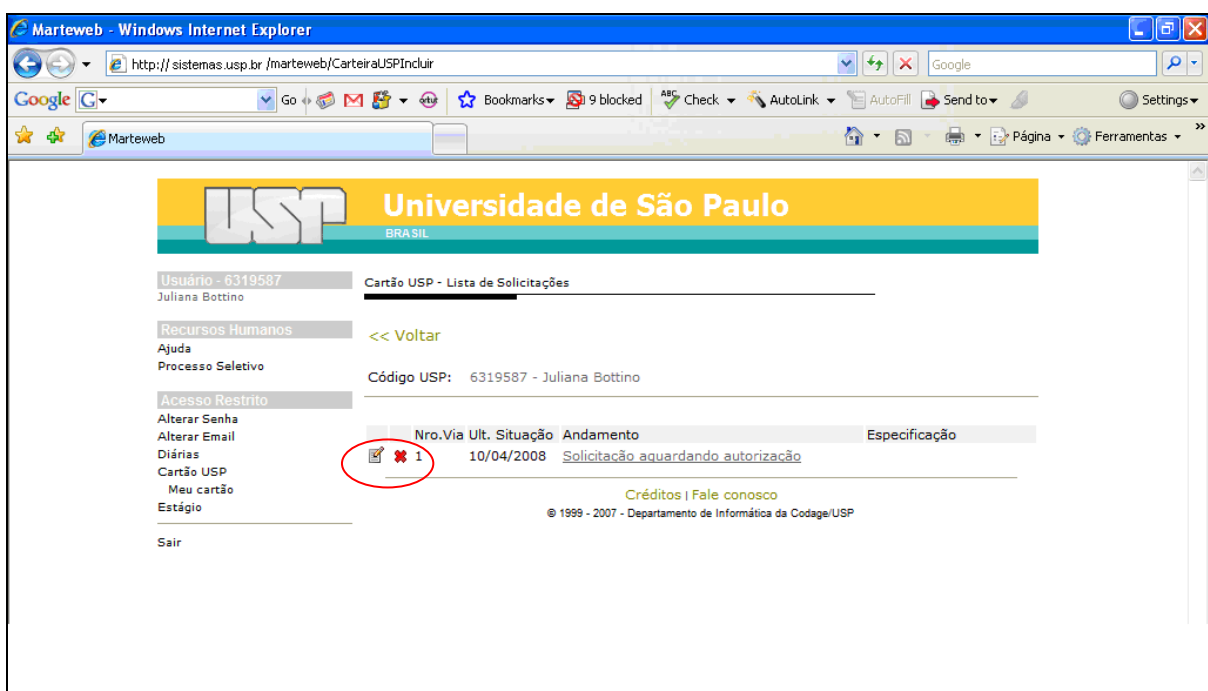 Marteweb - Windows Internet Explorer
http:// sistemas.usp.br /marteweb/CarteiraUSPIncluir
Google
Google G Go Bookmarks 9 blocked ABC Check AutoLink AutoFill Send to Settings
Marteweb Página Ferramentas »
USP Universidade de São Paulo
BRASIL
Usuário - 6319587
Juliana Bottino
Recursos Humanos
Ajuda
Processo Seletivo
Acesso Restrito
Alterar Senha
Alterar Email
Diárias
Cartão USP
Meu cartão
Estágio
Sair
Cartão USP - Lista de Solicitações
<< Voltar
Código USP: 6319587 - Juliana Bottino
Nro.Via Ult. Situação Andamento Especificação
1 10/04/2008 Solicitacão aguardando autorizacão
Créditos | Fale conosco
© 1999 - 2007 - Departamento de Informática da Codage/USP